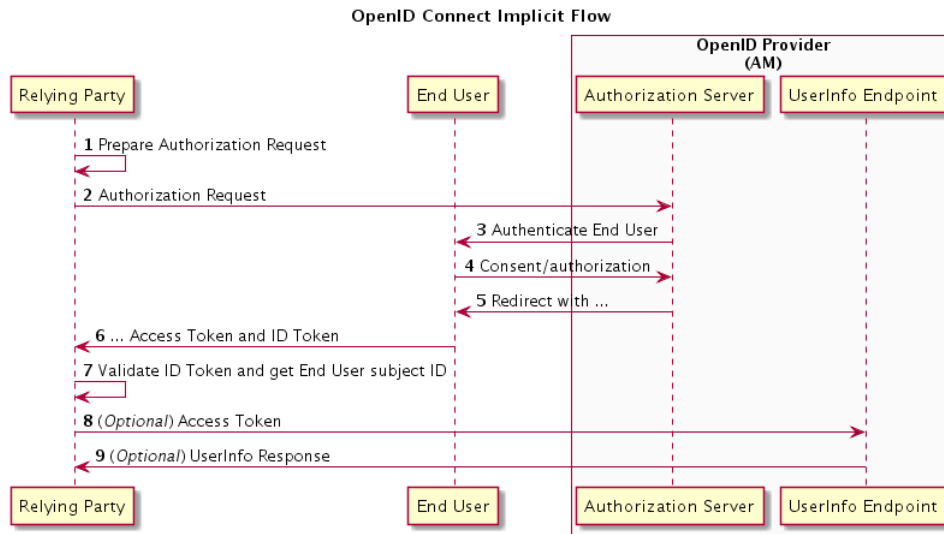 OpenID Connect Implicit Flow
OpenID Provider
(AM)
Relying Party
End User
Authorization Server
UserInfo Endpoint
1 Prepare Authorization Request
2 Authorization Request
3 Authenticate End User
4 Consent/authorization
5 Redirect with ...
6 ... Access Token and ID Token
7 Validate ID Token and get End User subject ID
8 (Optional) Access Token
9 (Optional) UserInfo Response
Relying Party
End User
Authorization Server
UserInfo Endpoint